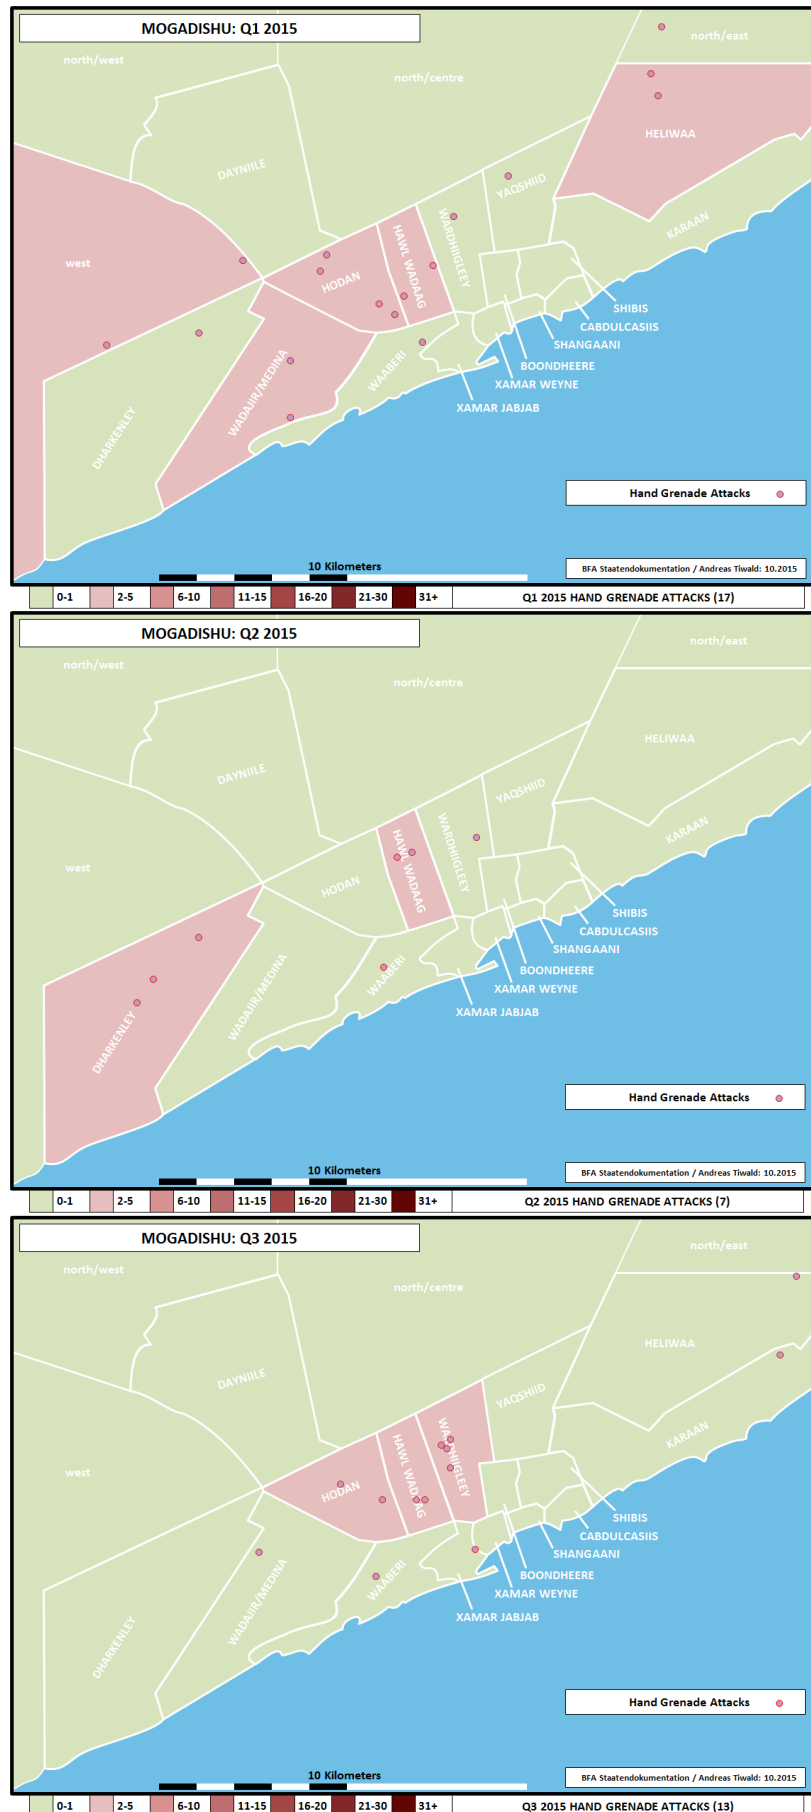 MOGADISHU: Q1 2015
north/west
north/centre
north/east
HELIWAA
DAYNIILE
YAQSHIID
WARDHIIGLEEY
HAWL WADAAG
KARAAN
west
HODAN
SHIBIS
CABDULCASIIS
SHANGAANI
BOONDHEERE
XAMAR WEYNE
XAMAR JABJAB
WAABERI
WADAJIR/MEDINA
DHARKENLEY
Hand Grenade Attacks
10 Kilometers
BFA Staatendokumentation / Andreas Tiwald: 10.2015
0-1 2-5 6-10 11-15 16-20 21-30 31+ Q1 2015 HAND GRENADE ATTACKS (17)
MOGADISHU: Q2 2015
north/west
north/centre
north/east
HELIWAA
DAYNIILE
YAQSHIID
WARDHIIGLEEY
HAWL WADAAG
KARAAN
west
HODAN
SHIBIS
CABDULCASIIS
SHANGAANI
BOONDHEERE
XAMAR WEYNE
XAMAR JABJAB
WAABERI
WADAJIR/MEDINA
DHARKENLEY
Hand Grenade Attacks
10 Kilometers
BFA Staatendokumentation / Andreas Tiwald: 10.2015
0-1 2-5 6-10 11-15 16-20 21-30 31+ Q2 2015 HAND GRENADE ATTACKS (7)
MOGADISHU: Q3 2015
north/west
north/centre
north/east
HELIWAA
DAYNIILE
YAQSHIID
WARDHIIGLEEY
HAWL WADAAG
KARAAN
west
HODAN
SHIBIS
CABDULCASIIS
SHANGAANI
BOONDHEERE
XAMAR WEYNE
XAMAR JABJAB
WAABERI
WADAJIR/MEDINA
DHARKENLEY
Hand Grenade Attacks
10 Kilometers
BFA Staatendokumentation / Andreas Tiwald: 10.2015
0-1 2-5 6-10 11-15 16-20 21-30 31+ Q3 2015 HAND GRENADE ATTACKS (13)